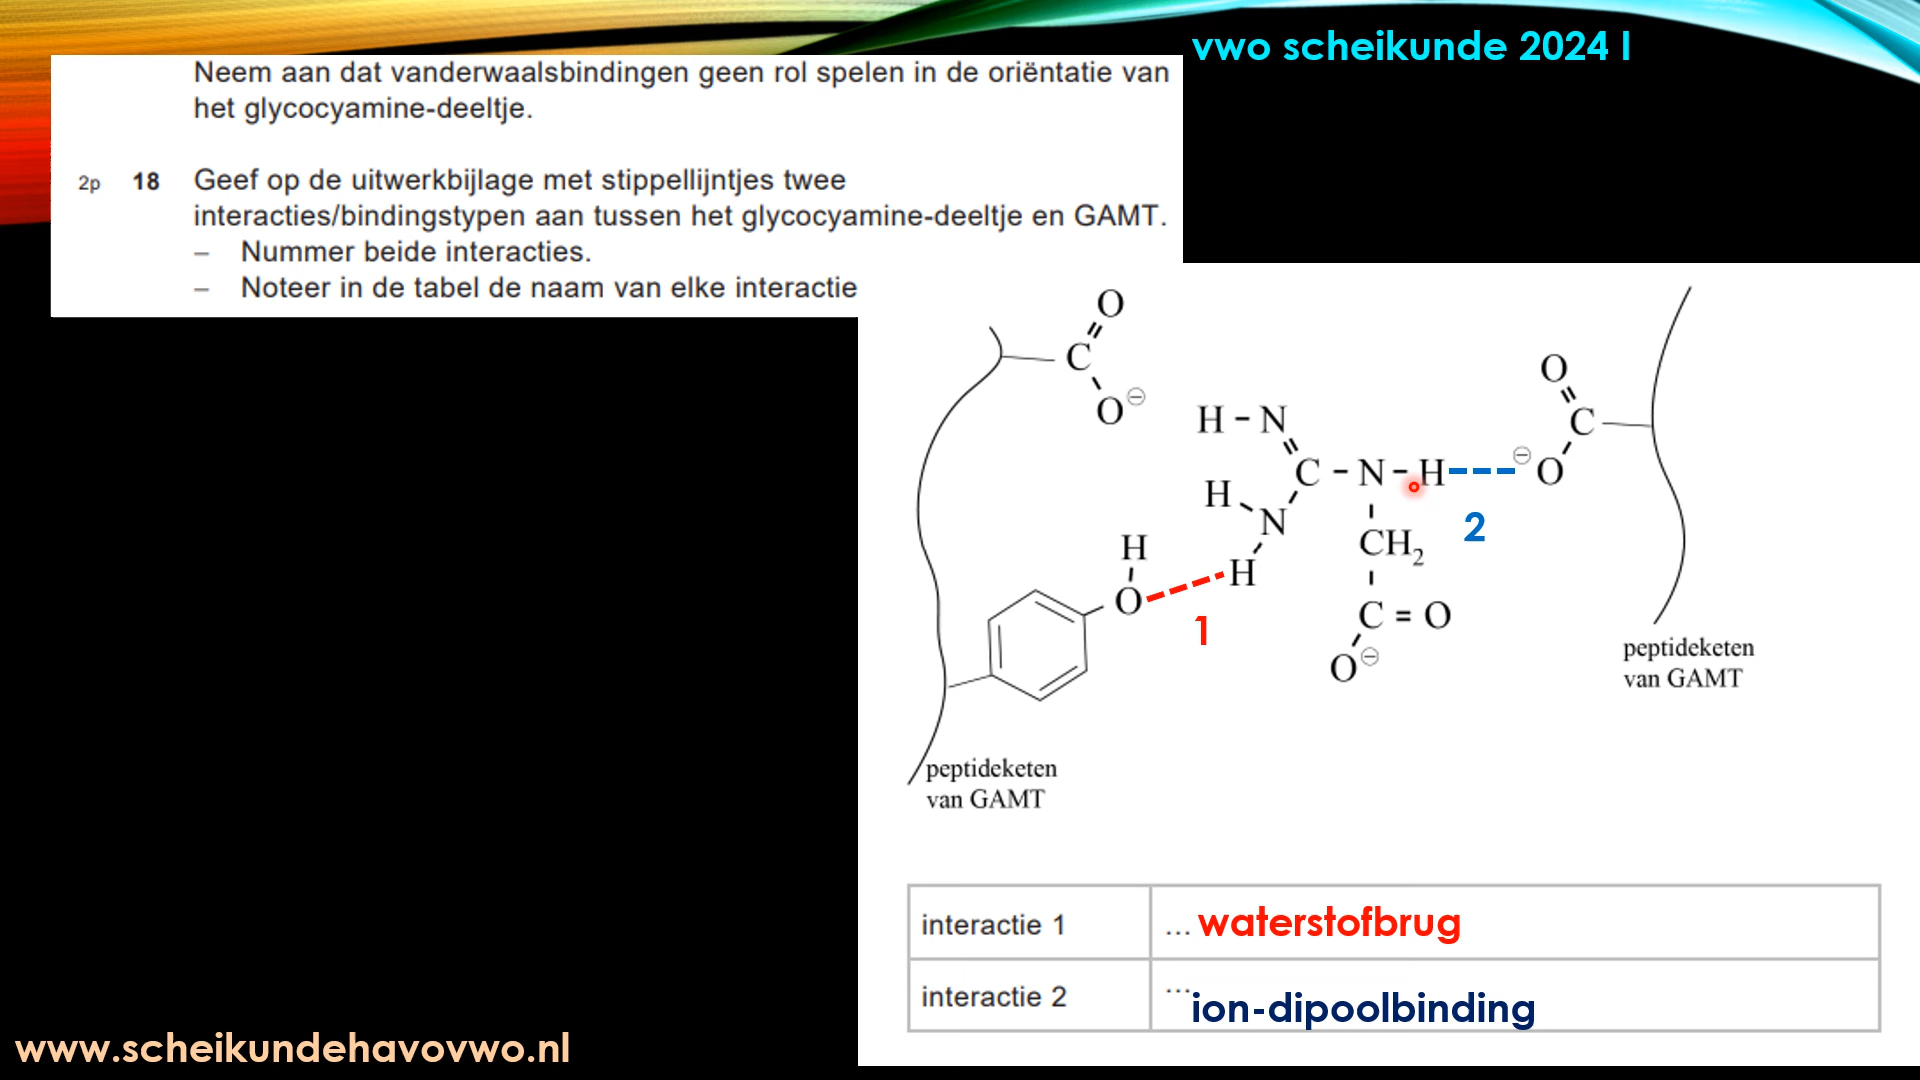 vwo scheikunde 2024 I
Neem aan dat vanderwaalsbindingen geen rol spelen in de oriëntatie van
het glycocyamine-deeltje.
2p 18 Geef op de uitwerkbijlage met stippellijntjes twee
interacties/bindingstypen aan tussen het glycocyamine-deeltje en GAMT.
– Nummer beide interacties.
– Noteer in de tabel de naam van elke interactie
O
C
O⊖
H - N
C - N - H
H
N
H
CH₂
C = O
O⊖
O
C
⊖O
2
H
O
1
peptideketen
van GAMT
peptideketen
van GAMT
interactie 1 ... waterstofbrug
interactie 2 ... ion-dipoolbinding
www.scheikundehavovwo.nl